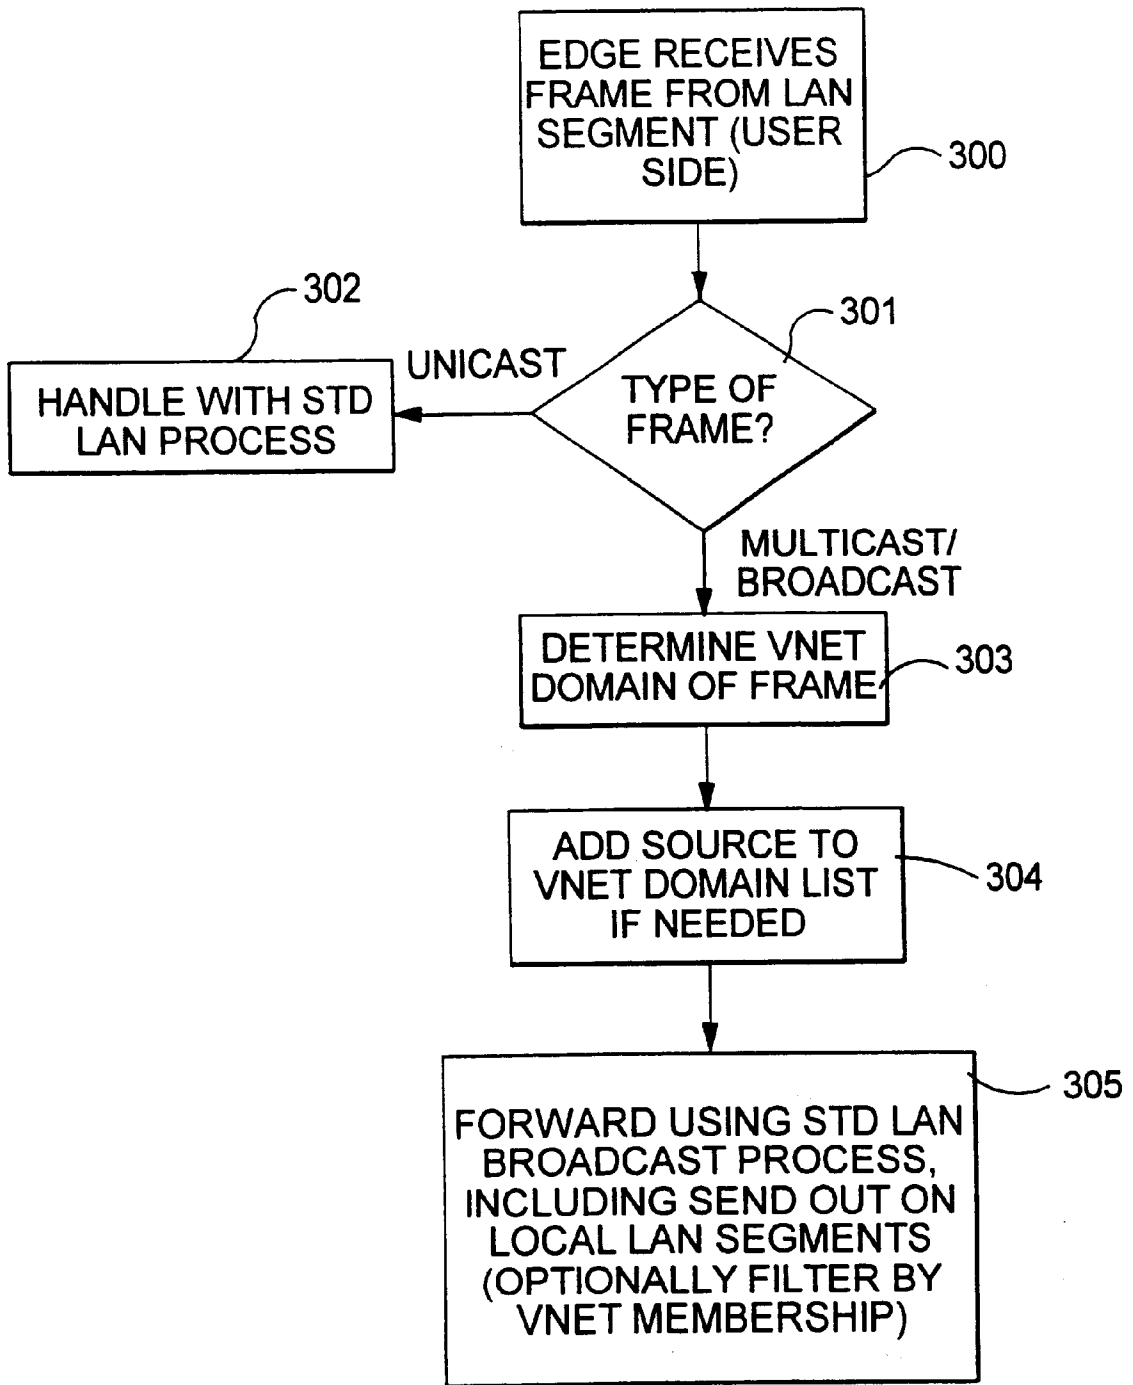 EDGE RECEIVES
FRAME FROM LAN
SEGMENT (USER
SIDE)
300
302
301
UNICAST
HANDLE WITH STD
LAN PROCESS
TYPE OF
FRAME?
MULTICAST/
BROADCAST
DETERMINE VNET
DOMAIN OF FRAME
303
ADD SOURCE TO
VNET DOMAIN LIST
IF NEEDED
304
305
FORWARD USING STD LAN
BROADCAST PROCESS,
INCLUDING SEND OUT ON
LOCAL LAN SEGMENTS
(OPTIONALLY FILTER BY
VNET MEMBERSHIP)